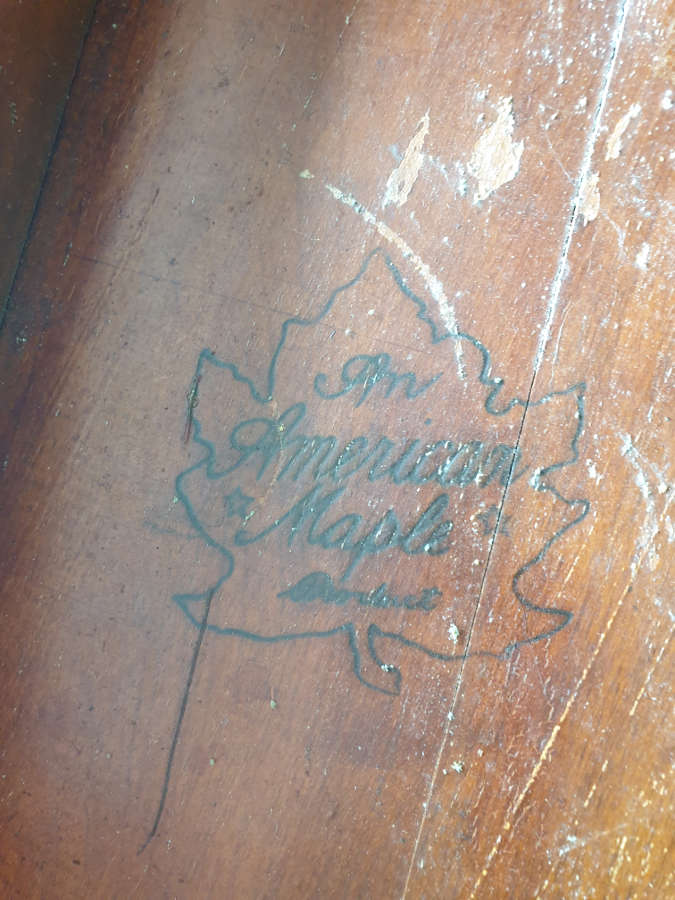 An
American
★ Maple ★
Product